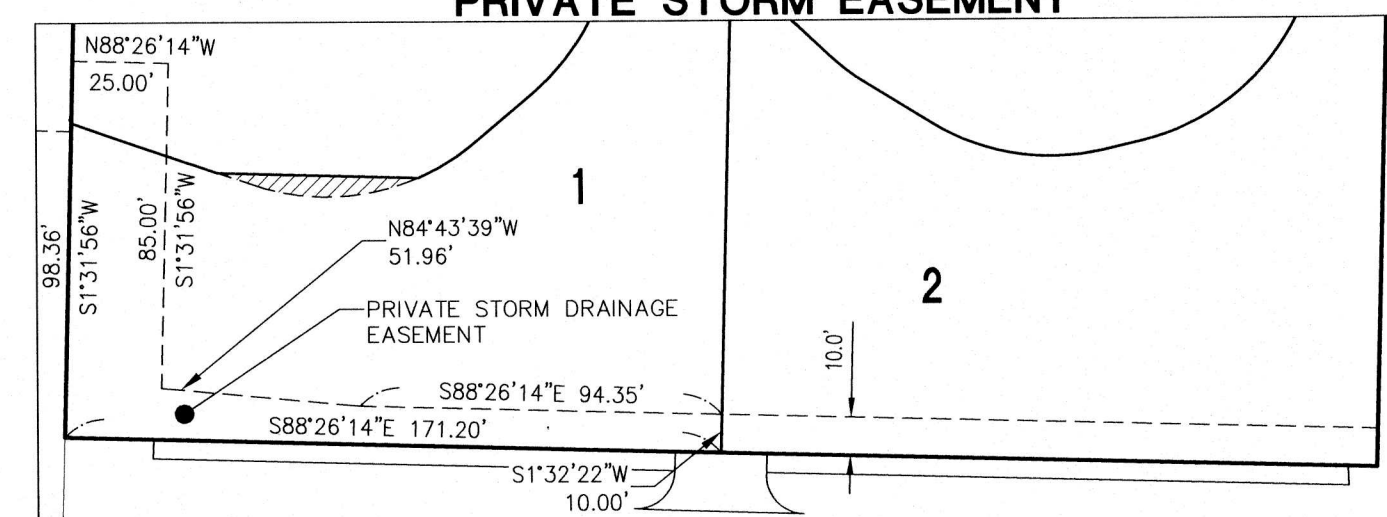 PRIVATE STORM EASEMENT
N88°26'14"W
25.00'
1
98.36'
S1°31'56"W
85.00'
S1°31'56"W
N84°43'39"W
51.96'
2
PRIVATE STORM DRAINAGE
EASEMENT
10.0'
S88°26'14"E 94.35'
S88°26'14"E 171.20'
S1°32'22"W
10.00'